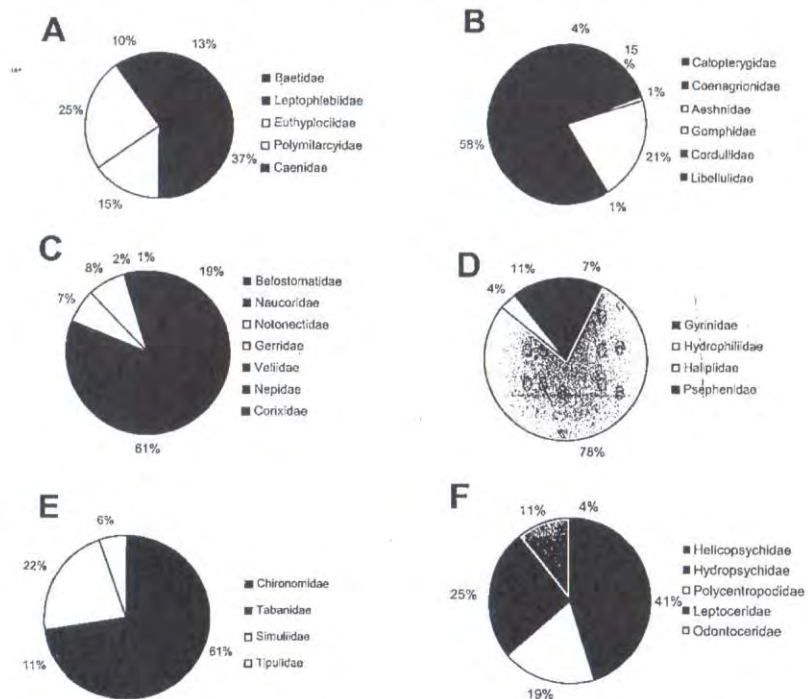 A
10%
13%
25%
37%
15%
Baetidae
Leptophlebiidae
Euthyplociidae
Polymitarcyidae
Caenidae
B
4%
15
%
1%
58%
21%
1%
Calopterygidae
Coenagrionidae
Aeshnidae
Gomphidae
Corduliidae
Libellulidae
C
8%
2%
1%
19%
7%
61%
Belostomatidae
Naucoridae
Notonectidae
Gerridae
Veliidae
Nepidae
Corixidae
D
11%
7%
4%
78%
Gyrinidae
Hydrophiliidae
Haliplidae
Psephenidae
E
6%
22%
11%
61%
Chironomidae
Tabanidae
Simuliidae
Tipulidae
F
11%
4%
25%
41%
19%
Helicopsychidae
Hydropsychidae
Polycentropodidae
Leptoceridae
Odontoceridae